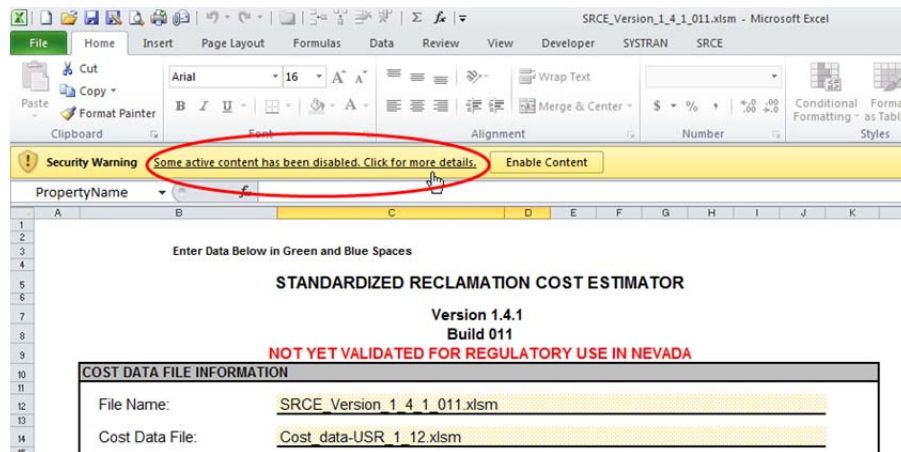 SRCE_Version_1_4_1_011.xlsm - Microsoft Excel
File Home Insert Page Layout Formulas Data Review View Developer SYSTRAN SRCE
Cut
Arial 16
Wrap Text
Copy
Paste
Format Painter
B I U
Merge & Center
$ % ,
Conditional Formatting
Clipboard Font Alignment Number Styles
Security Warning Some active content has been disabled. Click for more details. Enable Content
PropertyName fx
A B C D E F G H I J K
1
2
3 Enter Data Below in Green and Blue Spaces
4
5 STANDARDIZED RECLAMATION COST ESTIMATOR
6
7 Version 1.4.1
8 Build 011
9 NOT YET VALIDATED FOR REGULATORY USE IN NEVADA
10 COST DATA FILE INFORMATION
11
12 File Name: SRCE_Version_1_4_1_011.xlsm
13
14 Cost Data File: Cost_data-USR_1_12.xlsm